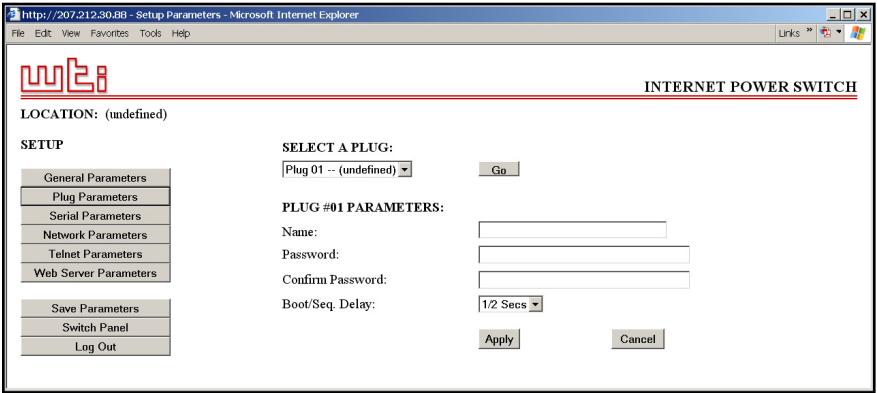 http://207.212.30.88 - Setup Parameters - Microsoft Internet Explorer
File Edit View Favorites Tools Help Links »
wti
INTERNET POWER SWITCH
LOCATION: (undefined)
SETUP
General Parameters
Plug Parameters
Serial Parameters
Network Parameters
Telnet Parameters
Web Server Parameters
Save Parameters
Switch Panel
Log Out
SELECT A PLUG:
Plug 01 -- (undefined) Go
PLUG #01 PARAMETERS:
Name:
Password:
Confirm Password:
Boot/Seq. Delay: 1/2 Secs
Apply Cancel